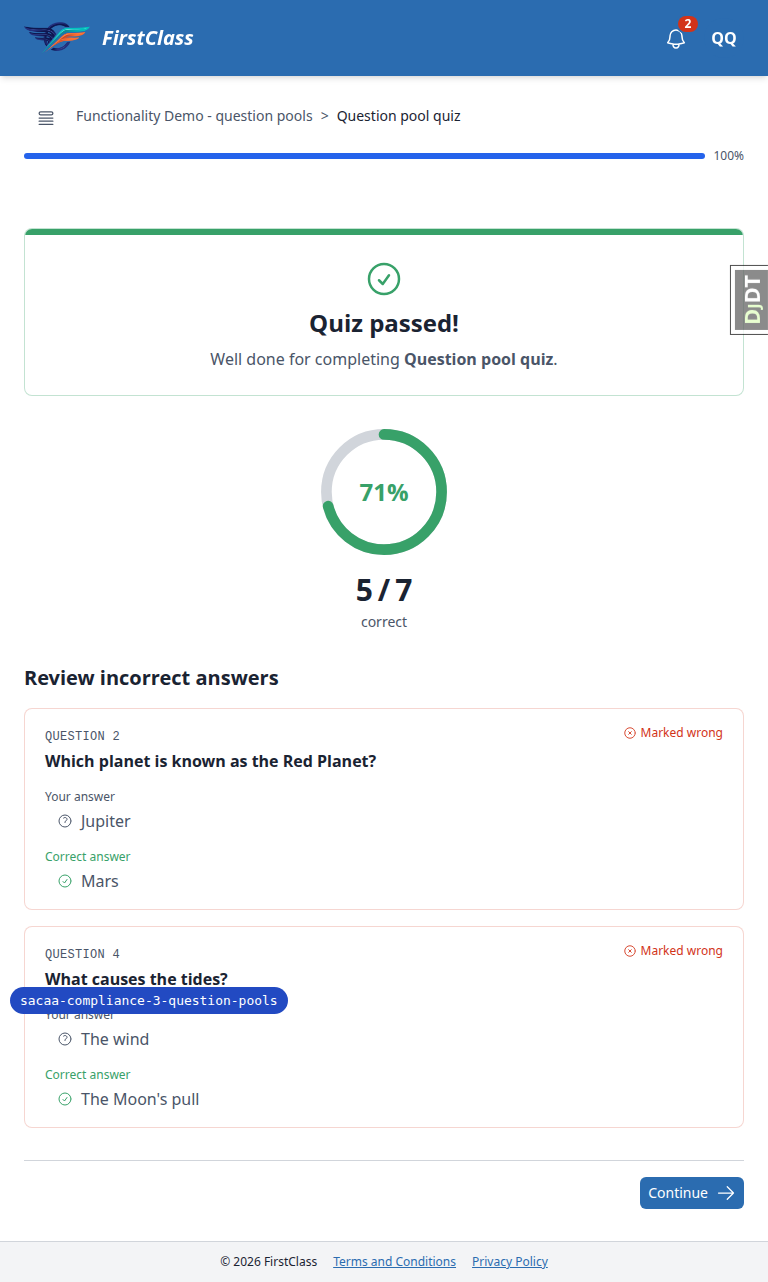 FirstClass
2
QQ
Functionality Demo - question pools > Question pool quiz
100%
DJDT
Quiz passed!
Well done for completing Question pool quiz.
71%
5 / 7
correct
Review incorrect answers
QUESTION 2
Marked wrong
Which planet is known as the Red Planet?
Your answer
Jupiter
Correct answer
Mars
QUESTION 4
Marked wrong
What causes the tides?
sacaa-compliance-3-question-pools
Your answer
The wind
Correct answer
The Moon's pull
Continue
© 2026 FirstClass Terms and Conditions Privacy Policy